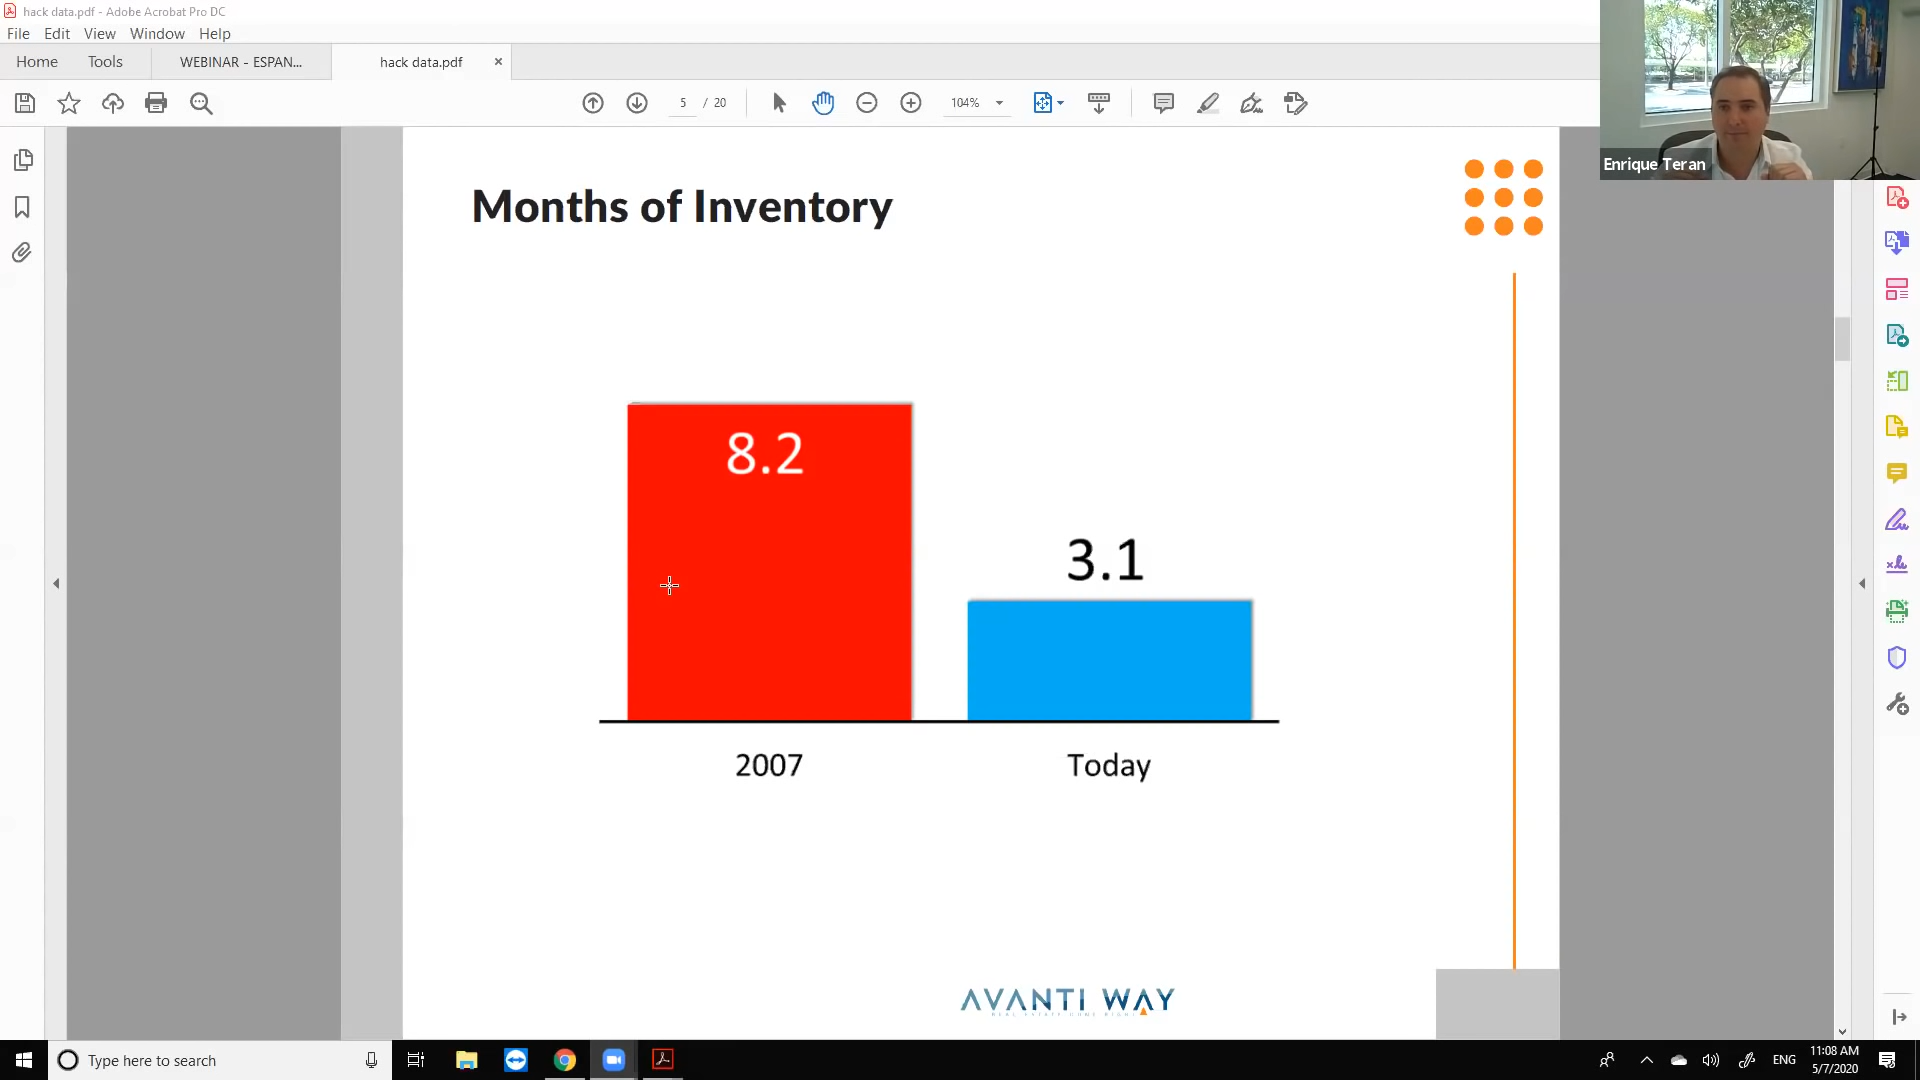 hack data.pdf - Adobe Acrobat Pro DC
File Edit View Window Help
Home Tools WEBINAR - ESPAN... hack data.pdf ×
5 / 20 104%
Enrique Teran
Months of Inventory
8.2
3.1
2007 Today
AVANTI WAY
Type here to search
ENG
11:08 AM
5/7/2020